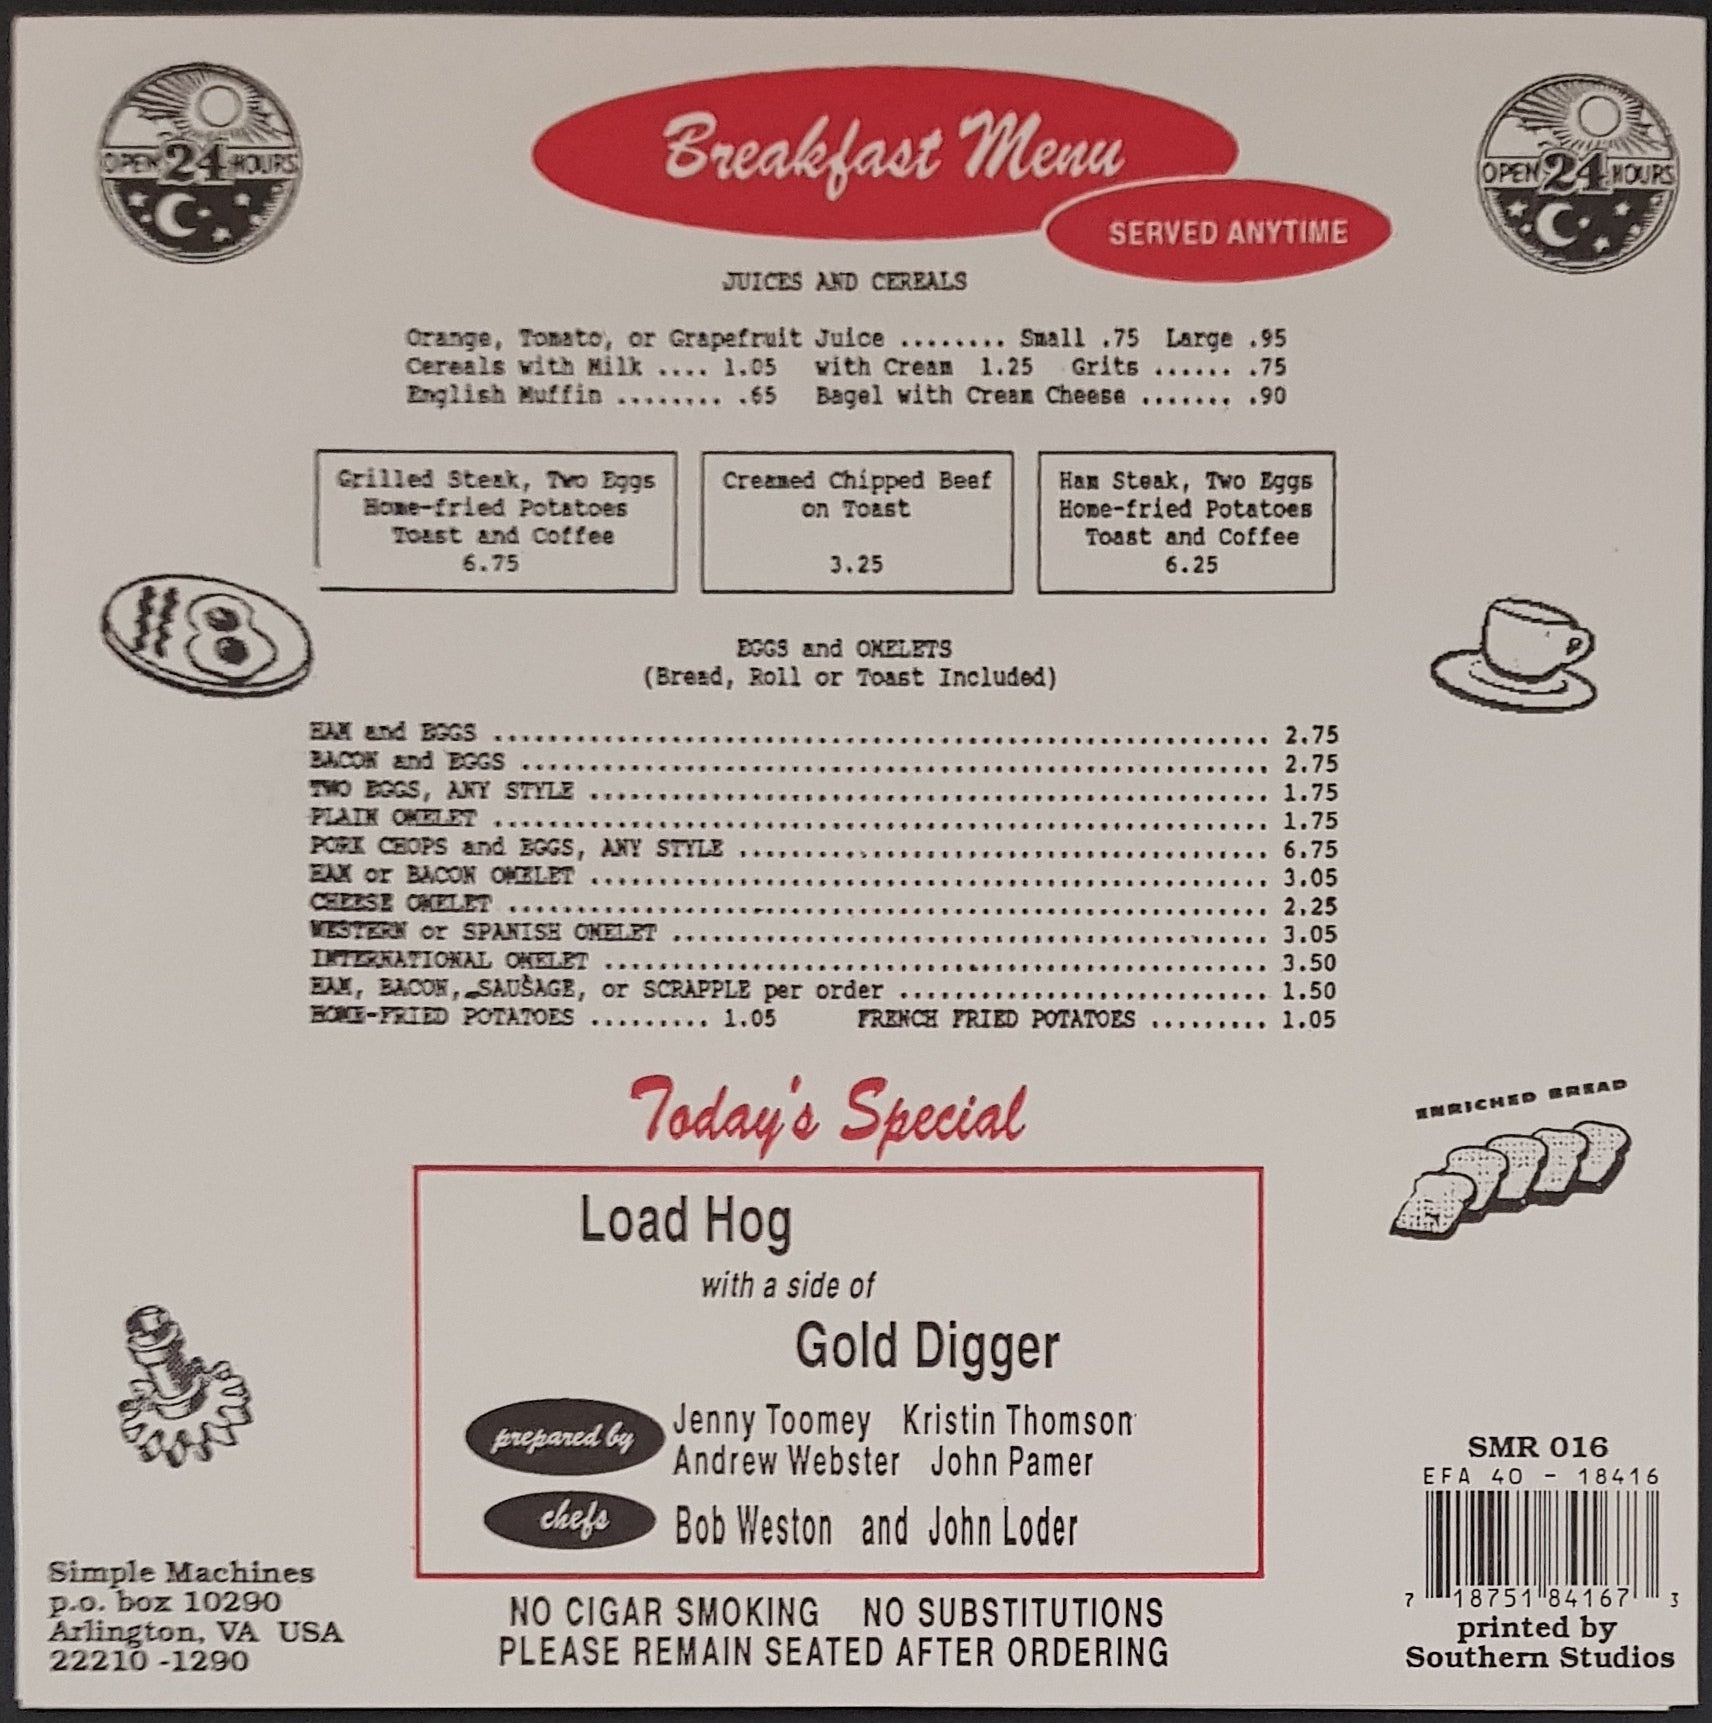 OPEN 24 HOURS
Breakfast Menu
SERVED ANYTIME
OPEN 24 HOURS
JUICES AND CEREALS
Orange, Tomato, or Grapefruit Juice ........ Small .75 Large .95
Cereals with Milk .... 1.05 with Cream 1.25 Grits ...... .75
English Muffin ........ .65 Bagel with Cream Cheese ....... .90
Grilled Steak, Two Eggs
Home-fried Potatoes
Toast and Coffee
6.75
Creamed Chipped Beef
on Toast
3.25
Ham Steak, Two Eggs
Home-fried Potatoes
Toast and Coffee
6.25
EGGS and OMELETS
(Bread, Roll or Toast Included)
HAM and EGGS ........................................................ 2.75
BACON and EGGS ...................................................... 2.75
TWO EGGS, ANY STYLE ................................................. 1.75
PLAIN OMELET ........................................................ 1.75
PORK CHOPS and EGGS, ANY STYLE ...................................... 6.75
HAM or BACON OMELET ................................................. 3.05
CHEESE OMELET ....................................................... 2.25
WESTERN or SPANISH OMELET ........................................... 3.05
INTERNATIONAL OMELET ................................................ 3.50
HAM, BACON, SAUSAGE, or SCRAPPLE per order ........................... 1.50
HOME-FRIED POTATOES ......... 1.05 FRENCH FRIED POTATOES ......... 1.05
Today's Special
ENRICHED BREAD
Load Hog
with a side of
Gold Digger
prepared by Jenny Toomey Kristin Thomson
Andrew Webster John Pamer
chefs Bob Weston and John Loder
NO CIGAR SMOKING NO SUBSTITUTIONS
PLEASE REMAIN SEATED AFTER ORDERING
Simple Machines
p.o. box 10290
Arlington, VA USA
22210 -1290
SMR 016
EFA 40 - 18416
7 18751 84167 3
printed by
Southern Studios